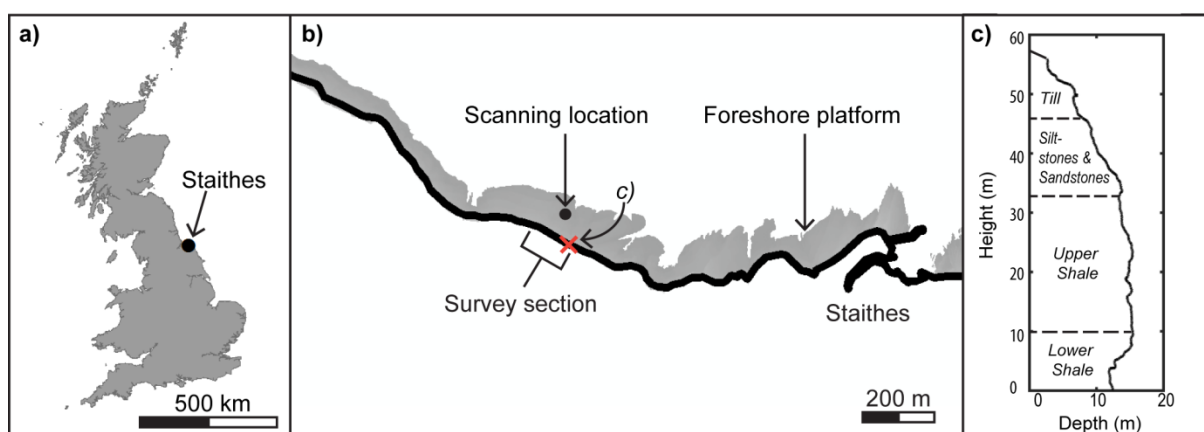 a)
Staithes
500 km
b)
Scanning location
Foreshore platform
c)
Survey section
Staithes
200 m
c)
60
50
40
30
20
10
0
Height (m)
Till
Silt-
stones &
Sandstones
Upper
Shale
Lower
Shale
0 10 20
Depth (m)